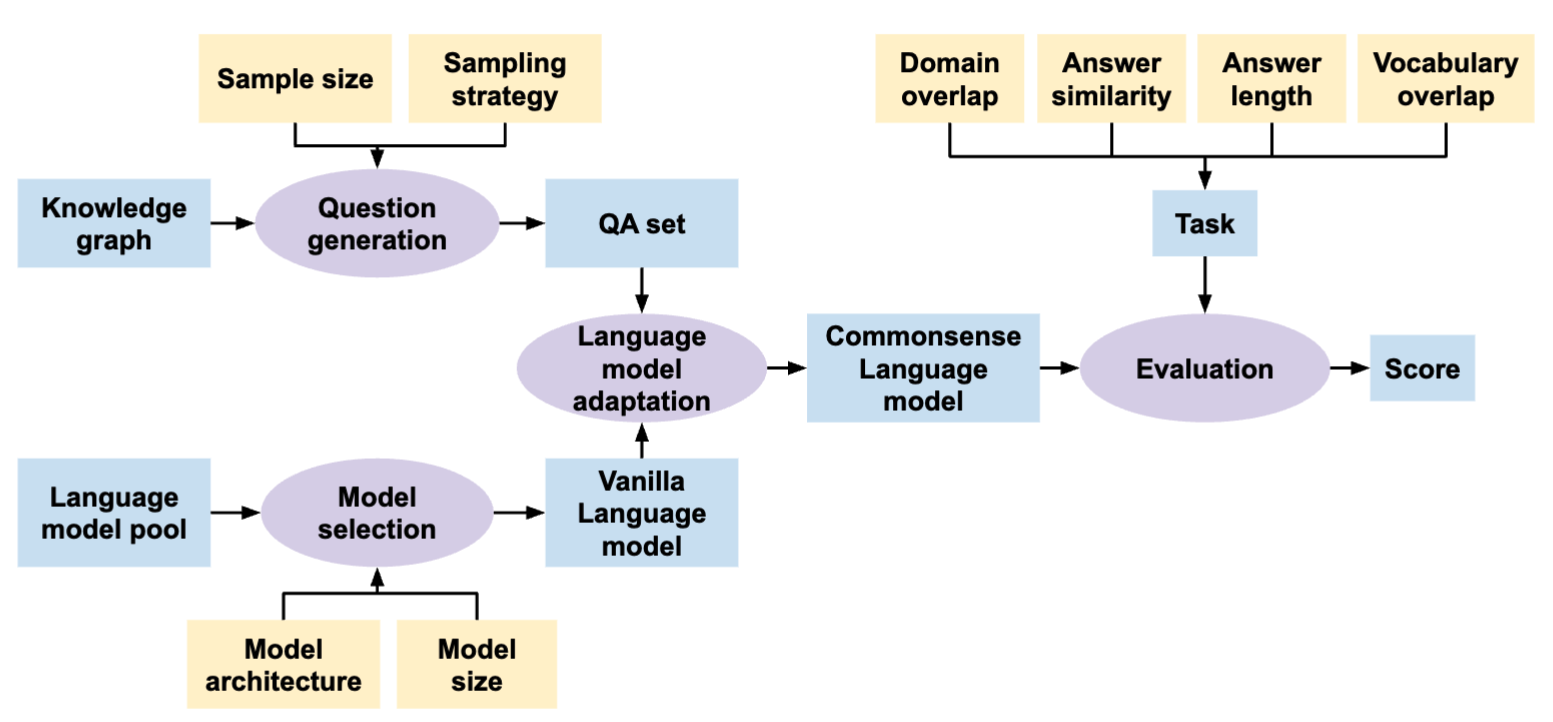 Sample size
Sampling
strategy
Domain
overlap
Answer
similarity
Answer
length
Vocabulary
overlap
Knowledge
graph
Question
generation
QA set
Task
Language
model
adaptation
Commonsense
Language
model
Evaluation
Score
Language
model pool
Model
selection
Vanilla
Language
model
Model
architecture
Model
size